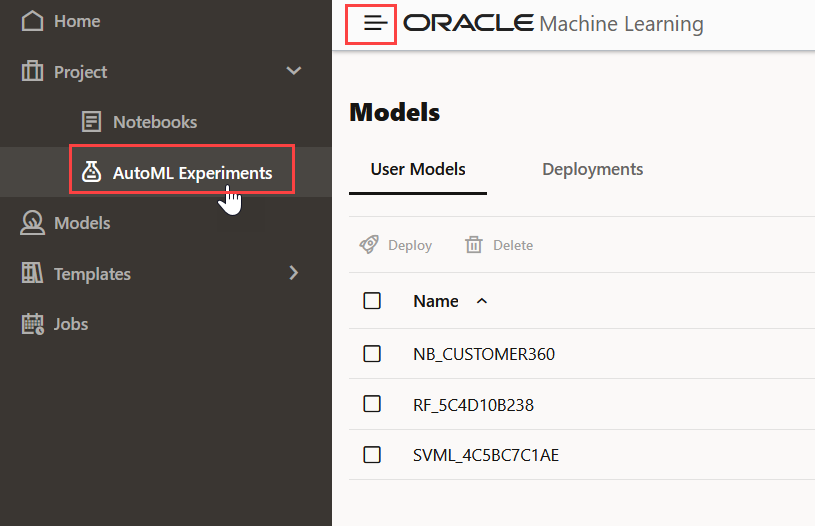 Home
Project
Notebooks
AutoML Experiments
Models
Templates
Jobs
ORACLE Machine Learning
Models
User Models Deployments
Deploy Delete
Name
NB_CUSTOMER360
RF_5C4D10B238
SVML_4C5BC7C1AE